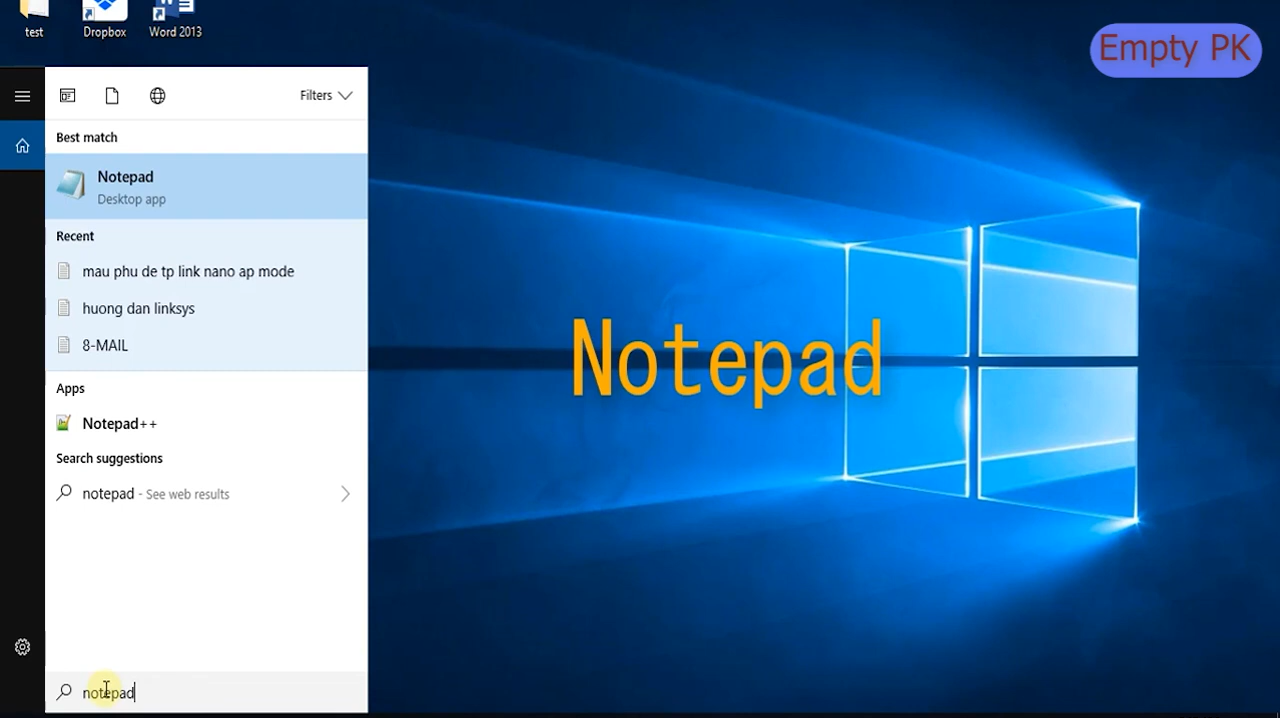 test
Dropbox
Word 2013
Empty PK
Filters
Best match
Notepad
Desktop app
Recent
mau phu de tp link nano ap mode
huong dan linksys
8-MAIL
Apps
Notepad++
Search suggestions
notepad - See web results
notepad
Notepad